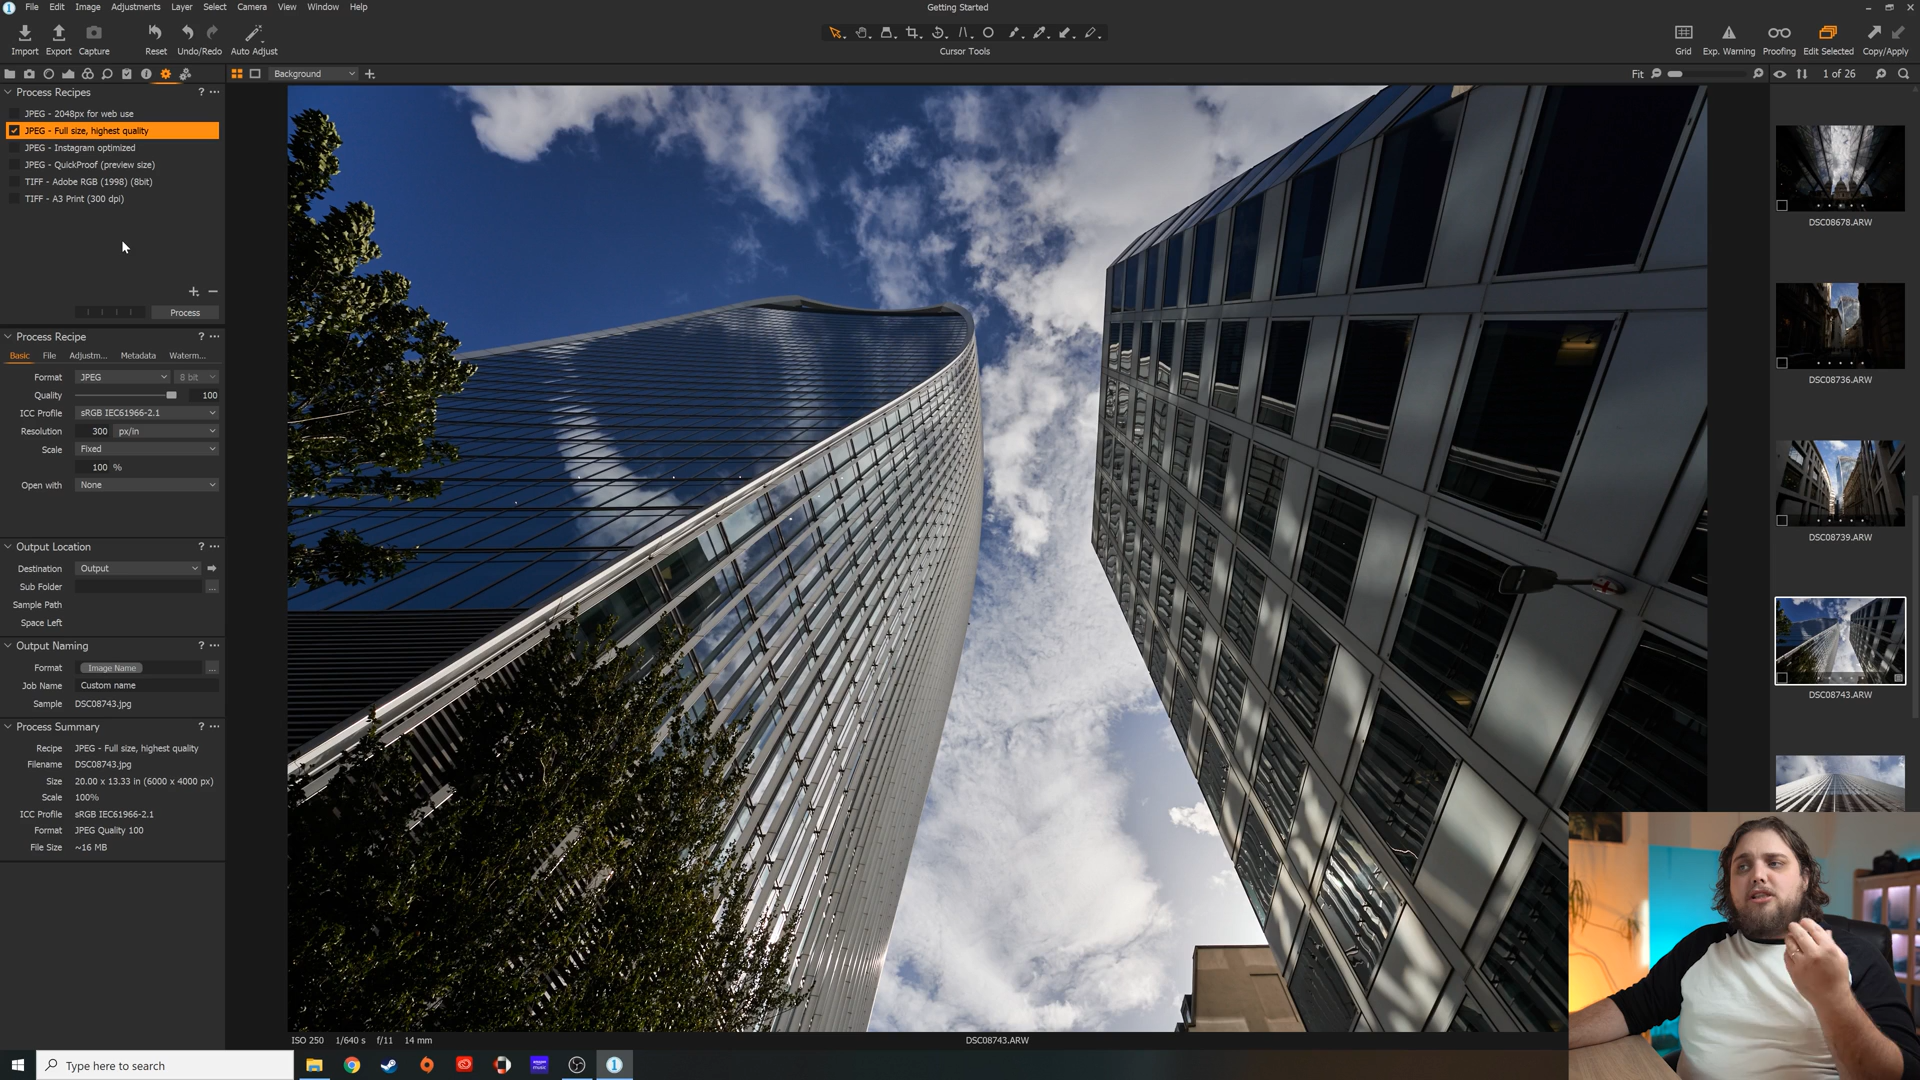 File Edit Image Adjustments Layer Select Camera View Window Help
Getting Started
Import Export Capture Reset Undo/Redo Auto Adjust
Cursor Tools
Grid Exp. Warning Proofing Edit Selected Copy/Apply
Background
Fit
1 of 26
Process Recipes ? ...
JPEG - 2048px for web use
JPEG - Full size, highest quality
JPEG - Instagram optimized
JPEG - QuickProof (preview size)
TIFF - Adobe RGB (1998) (8bit)
TIFF - A3 Print (300 dpi)
Process
Process Recipe ? ...
Basic File Adjustm... Metadata Waterm...
Format JPEG 8 bit
Quality 100
ICC Profile sRGB IEC61966-2.1
Resolution 300 px/in
Scale Fixed
100 %
Open with None
Output Location ? ...
Destination Output
Sub Folder ...
Sample Path
Space Left
Output Naming ? ...
Format Image Name ...
Job Name Custom name
Sample DSC08743.jpg
Process Summary ? ...
Recipe JPEG - Full size, highest quality
Filename DSC08743.jpg
Size 20.00 x 13.33 in (6000 x 4000 px)
Scale 100%
ICC Profile sRGB IEC61966-2.1
Format JPEG Quality 100
File Size ~16 MB
DSC08678.ARW
DSC08736.ARW
DSC08739.ARW
DSC08743.ARW
ISO 250 1/640 s f/11 14 mm
DSC08743.ARW
Type here to search
amazon music